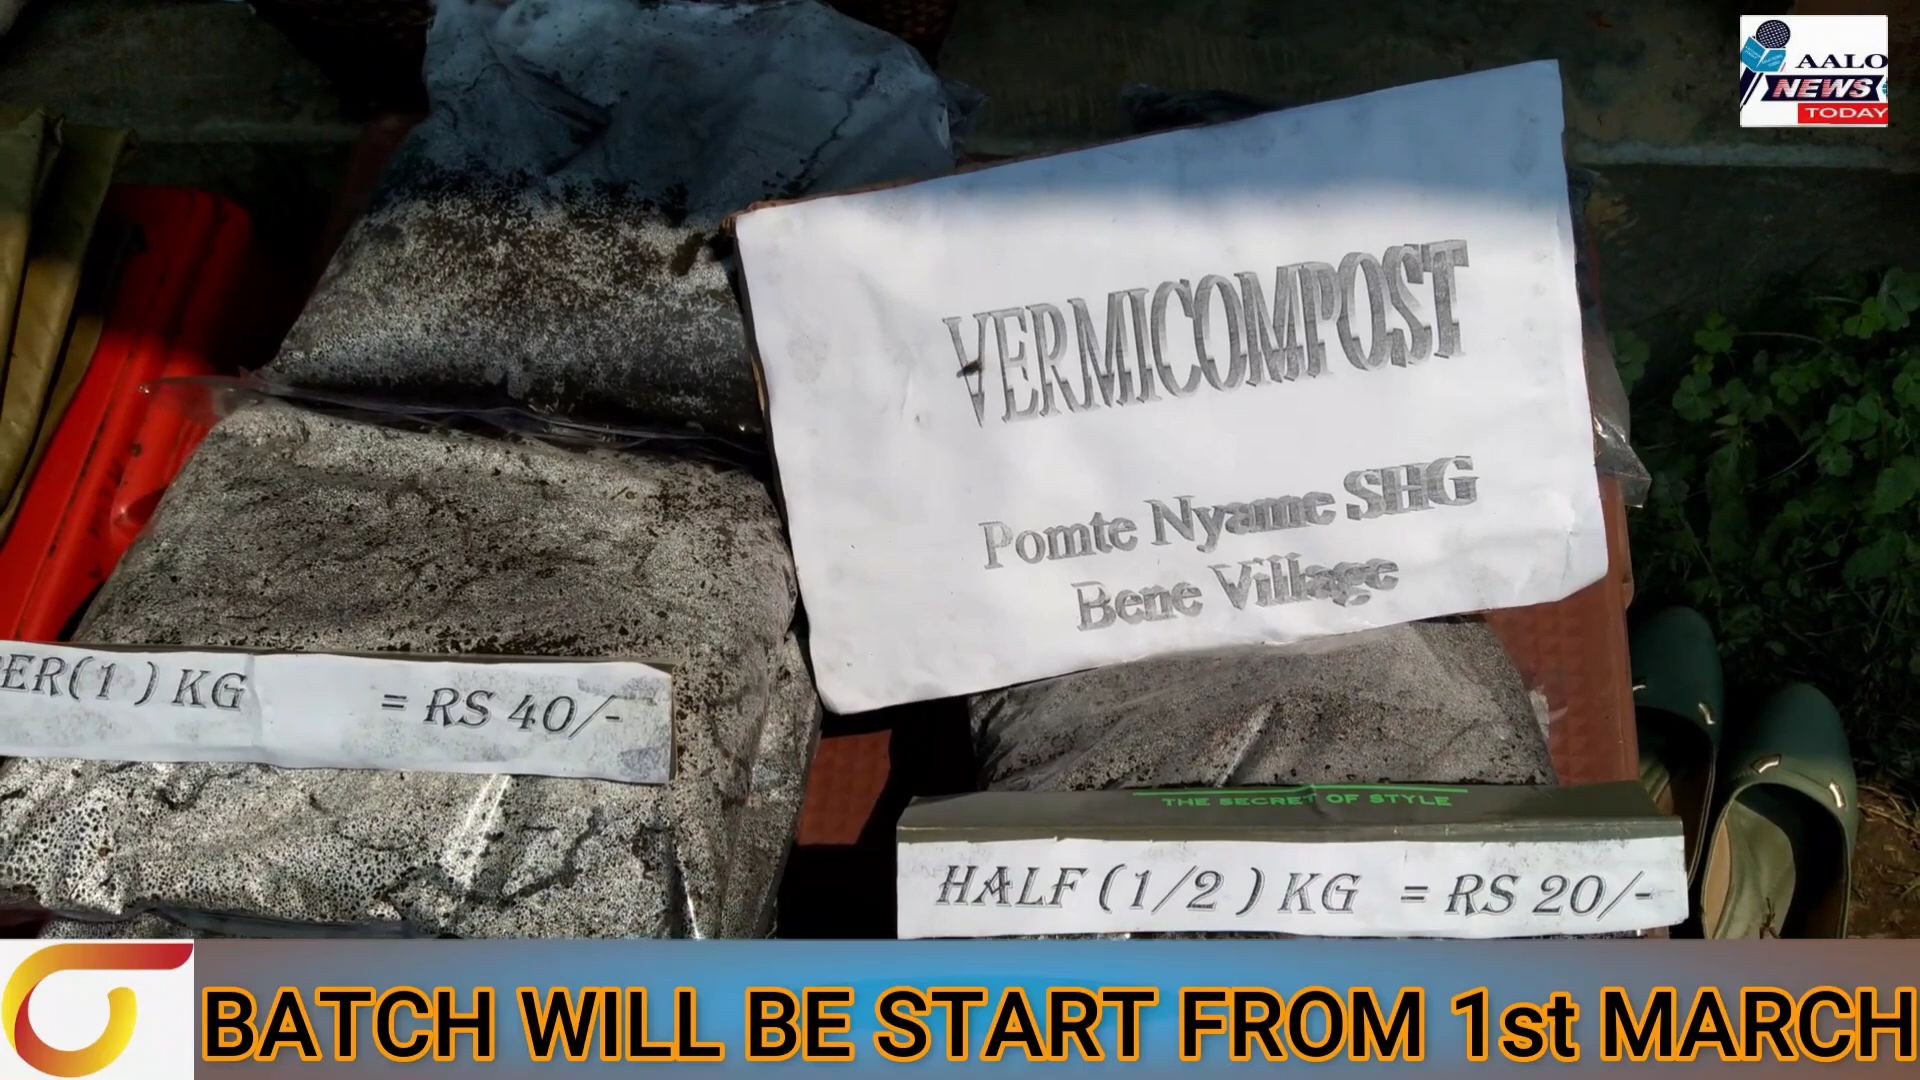 AALO
NEWS
TODAY
VERMICOMPOST
Pomte Nyame SHG
Bene Village
ER(1) KG = RS 40/-
THE SECRET OF STYLE
HALF (1/2) KG = RS 20/-
BATCH WILL BE START FROM 1st MARCH